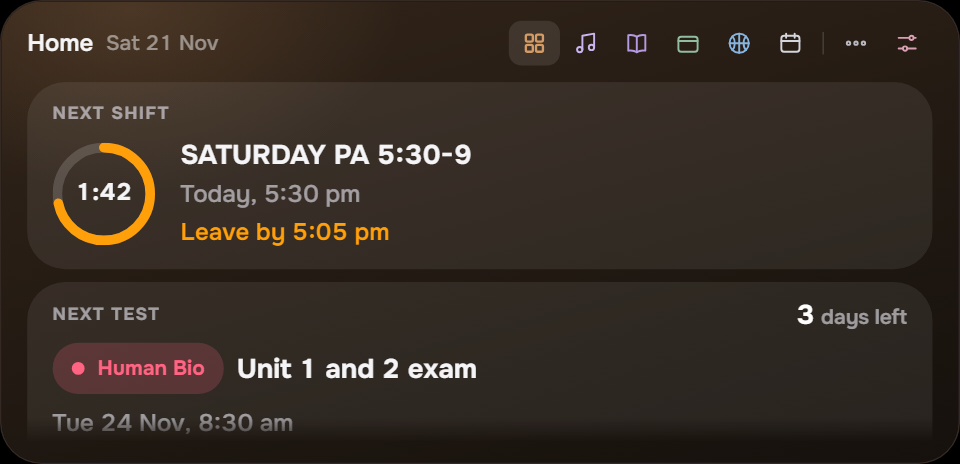 Home Sat 21 Nov
NEXT SHIFT
1:42
SATURDAY PA 5:30-9
Today, 5:30 pm
Leave by 5:05 pm
NEXT TEST
3 days left
Human Bio
Unit 1 and 2 exam
Tue 24 Nov, 8:30 am